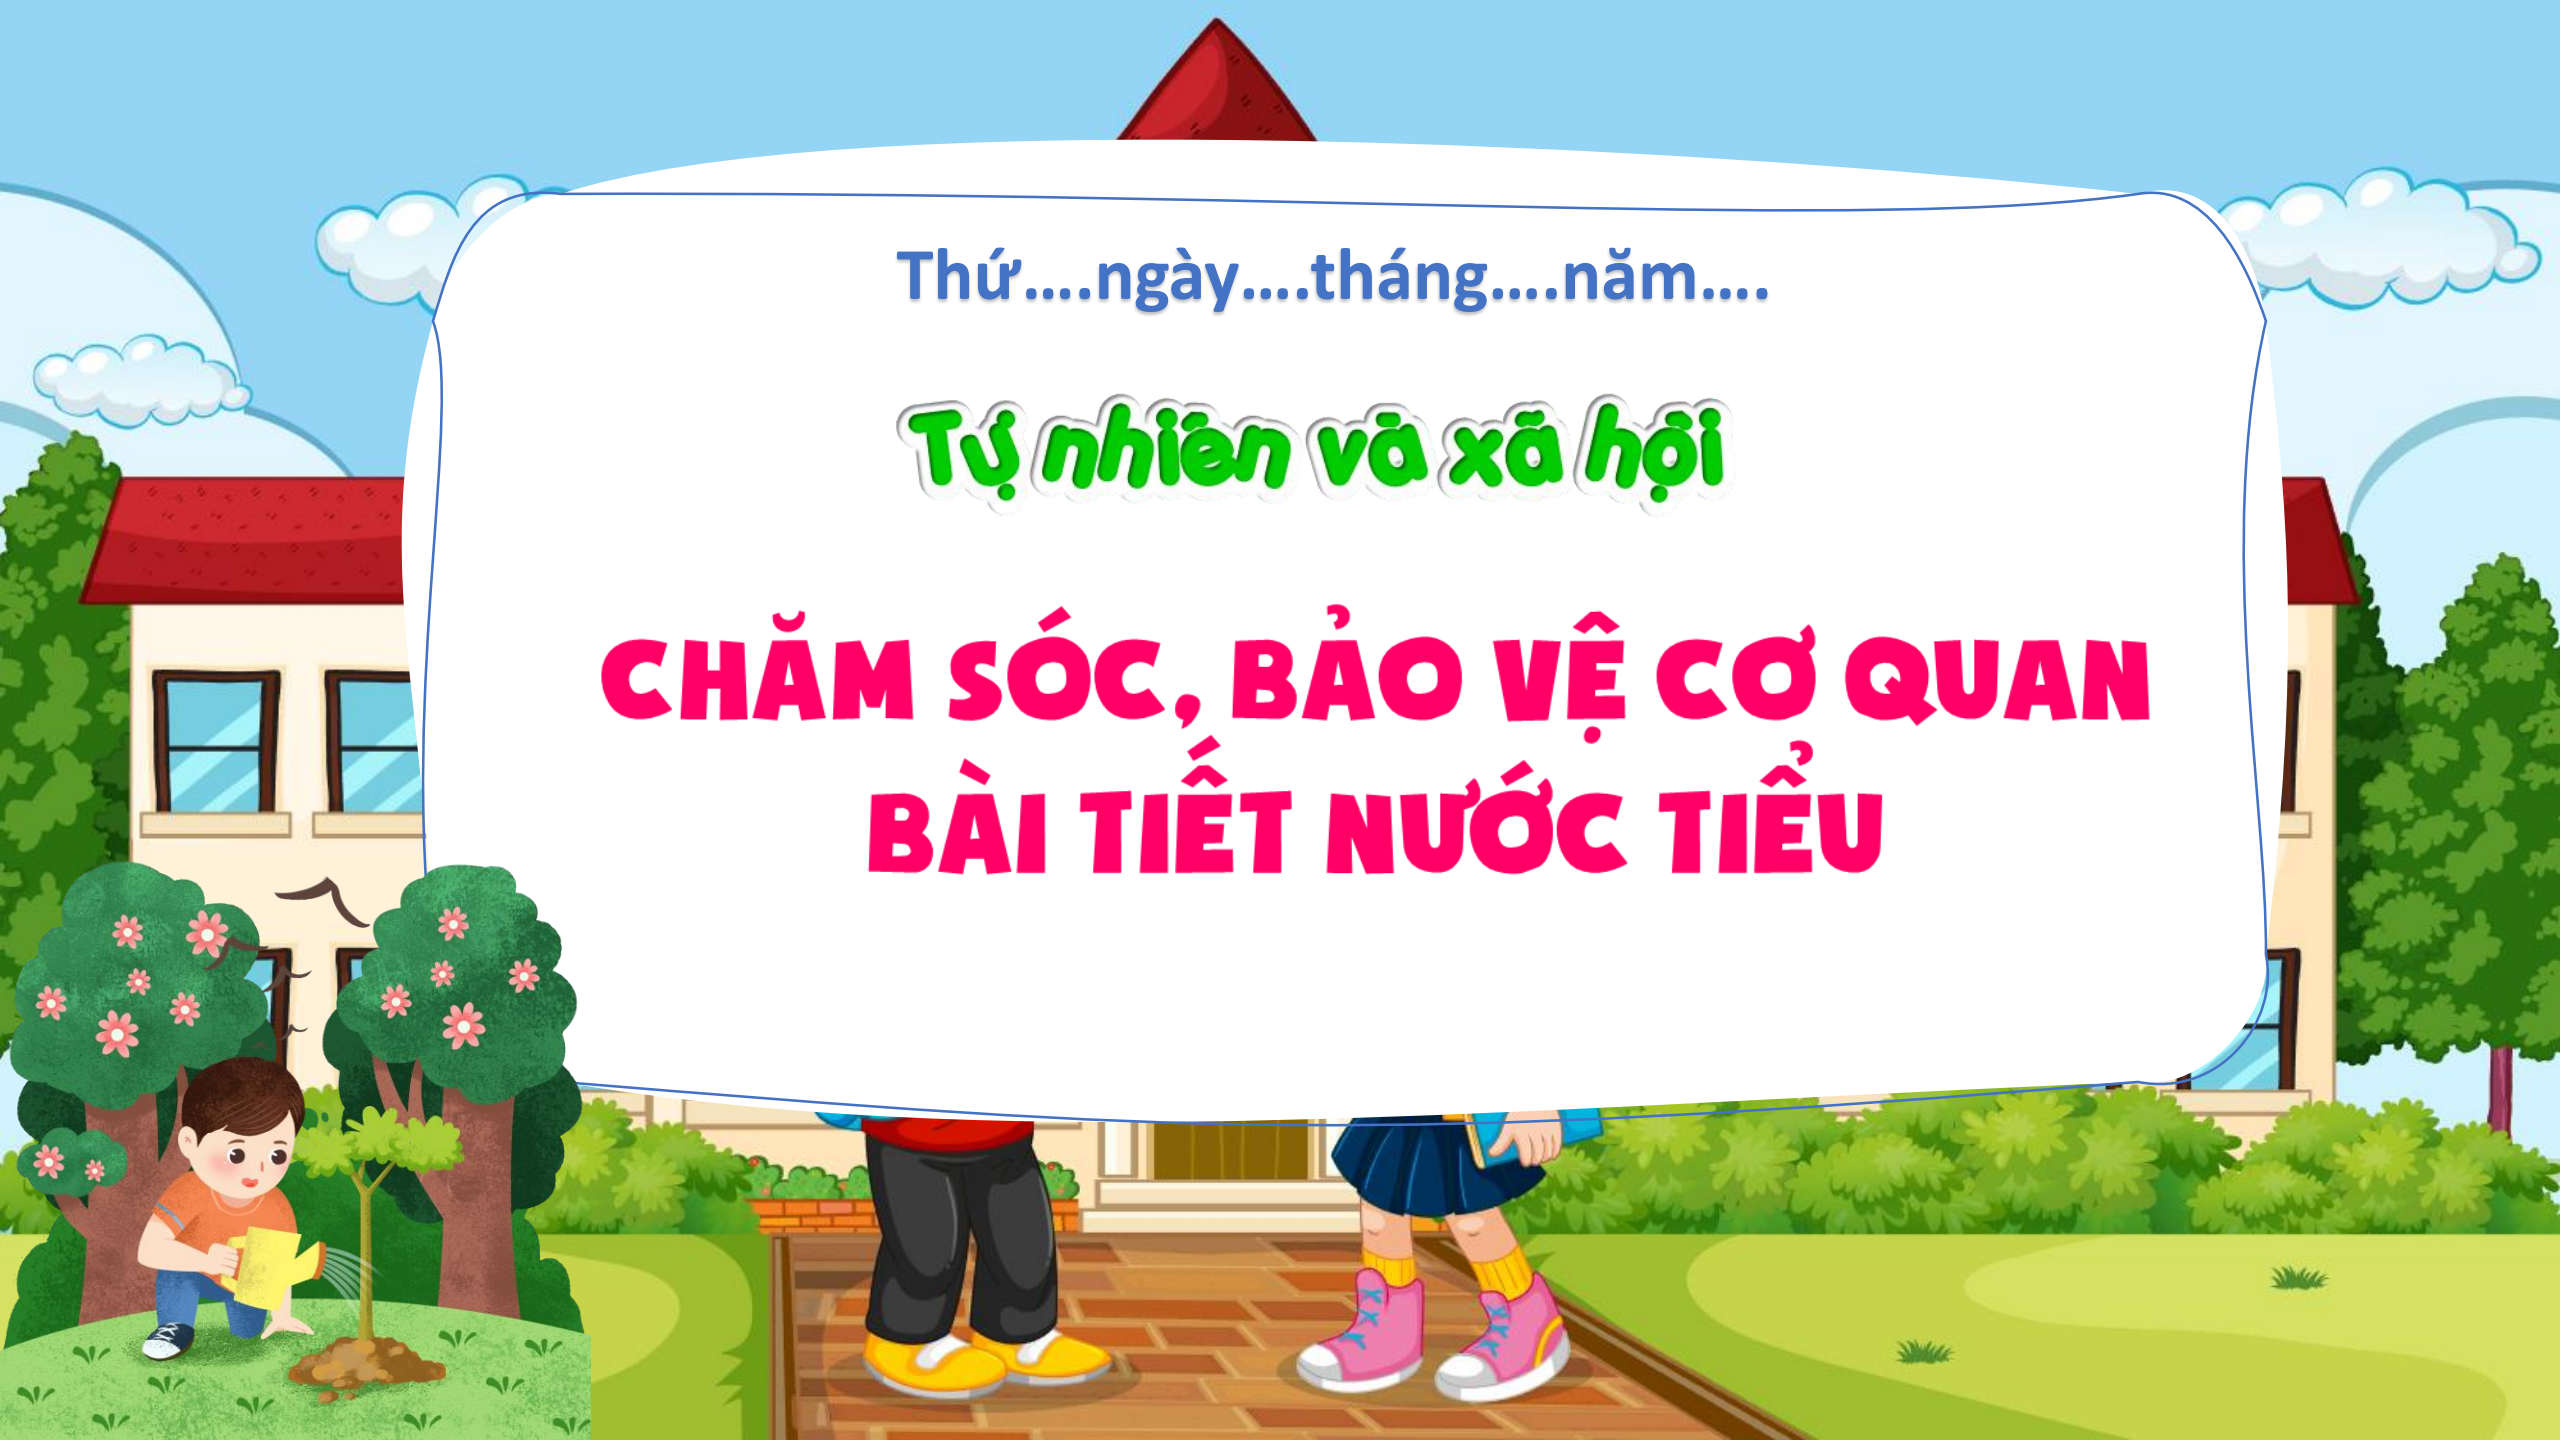 Thứ....ngày....tháng....năm....
Tự nhiên và xã hội
CHĂM SÓC, BẢO VỆ CƠ QUAN
BÀI TIẾT NƯỚC TIỂU